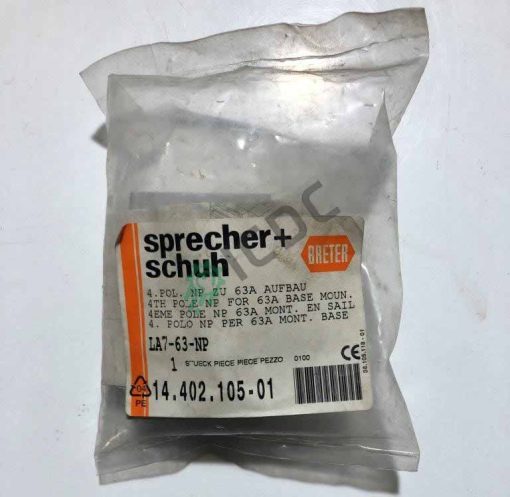 sprecher+
schuh
BRETER
4.POL. NP ZU 63A AUFBAU
4TH POLE NP FOR 63A BASE MOUN.
4EME POLE NP 63A MONT. EN SAIL
4. POLO NP PER 63A MONT. BASE
LA7-63-NP
1 STUECK PIECE PIECE PEZZO 0100
CE
04
PE
14.402.105-01
ICDC